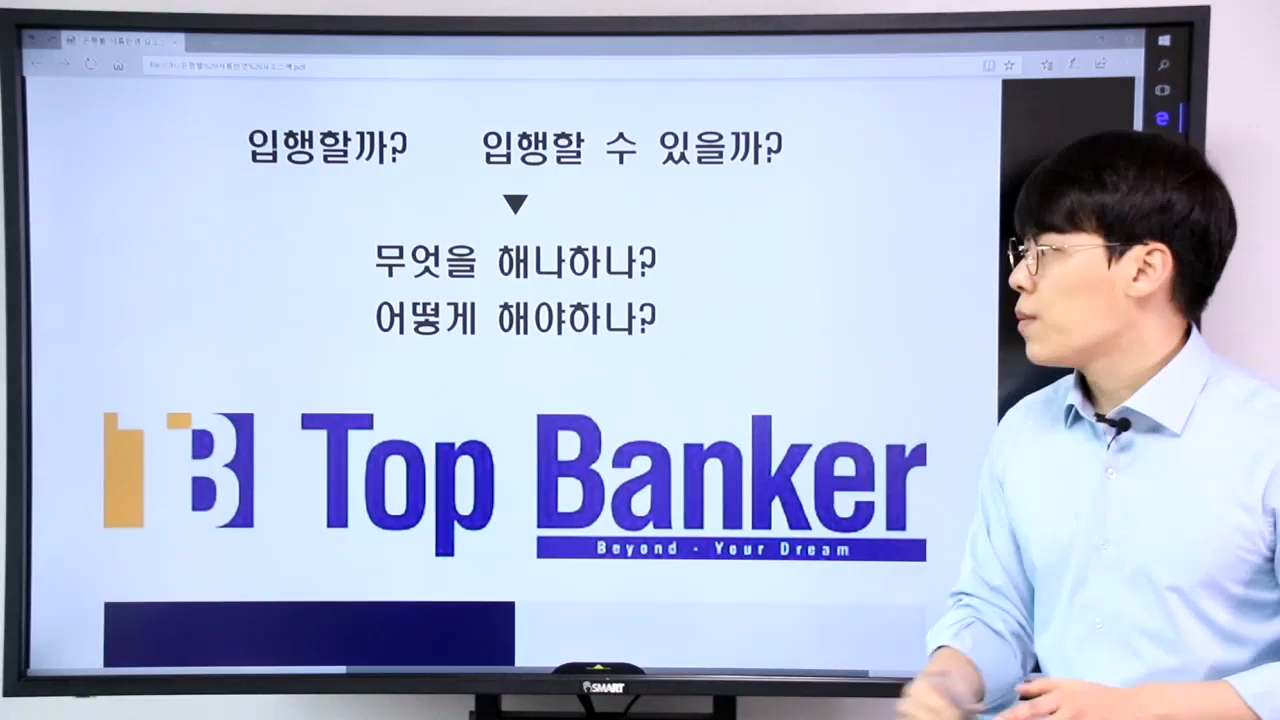 입행할까? 입행할 수 있을까?
▼
무엇을 해나하나?
어떻게 해야하나?
TB Top Banker
Beyond - Your Dream
SMART